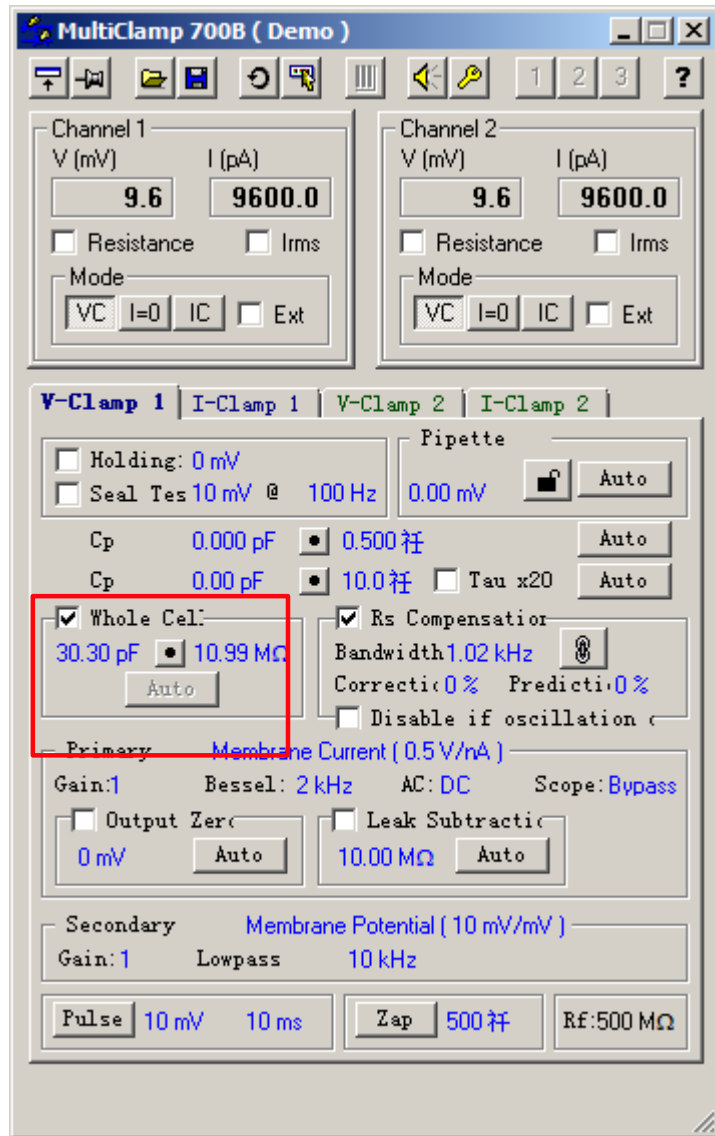 MultiClamp 700B ( Demo )
1 2 3 ?
Channel 1
V (mV) I (pA)
9.6 9600.0
Resistance Irms
Mode
VC I=0 IC Ext
Channel 2
V (mV) I (pA)
9.6 9600.0
Resistance Irms
Mode
VC I=0 IC Ext
V-Clamp 1 I-Clamp 1 V-Clamp 2 I-Clamp 2
Holding: 0 mV
Seal Tes 10 mV @ 100 Hz
Pipette
0.00 mV Auto
Cp 0.000 pF 0.500 祄 Auto
Cp 0.00 pF 10.0 祄 Tau x20 Auto
Whole Cel
30.30 pF 10.99 MΩ
Auto
Rs Compensation
Bandwidth 1.02 kHz
Correcti 0 % Predicti 0 %
Disable if oscillation
Primary Membrane Current ( 0.5 V/nA )
Gain:1 Bessel: 2 kHz AC: DC Scope: Bypass
Output Zer
0 mV Auto
Leak Subtracti
10.00 MΩ Auto
Secondary Membrane Potential ( 10 mV/mV )
Gain: 1 Lowpass 10 kHz
Pulse 10 mV 10 ms
Zap 500 祄
Rf:500 MΩ